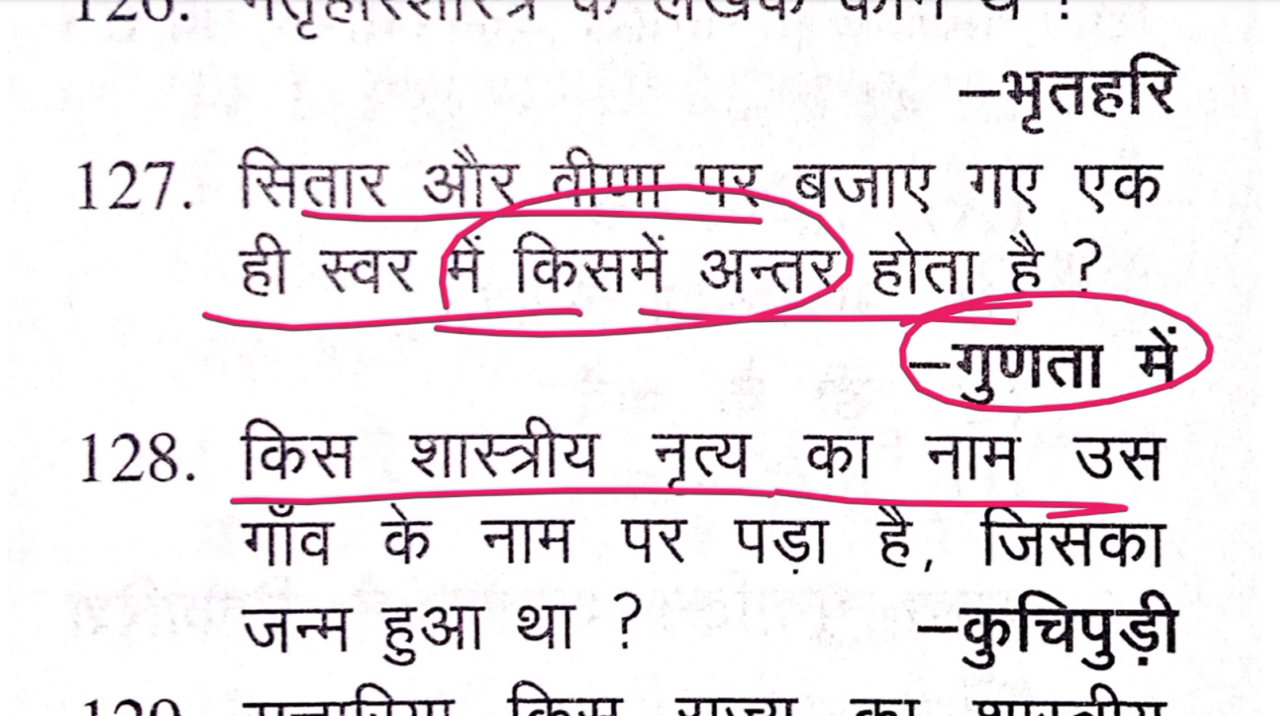 –भृतहरि
127. सितार और वीणा पर बजाए गए एक
ही स्वर में किसमें अन्तर होता है ?
–गुणता में
128. किस शास्त्रीय नृत्य का नाम उस
गाँव के नाम पर पड़ा है, जिसका
जन्म हुआ था ? –कुचिपुड़ी